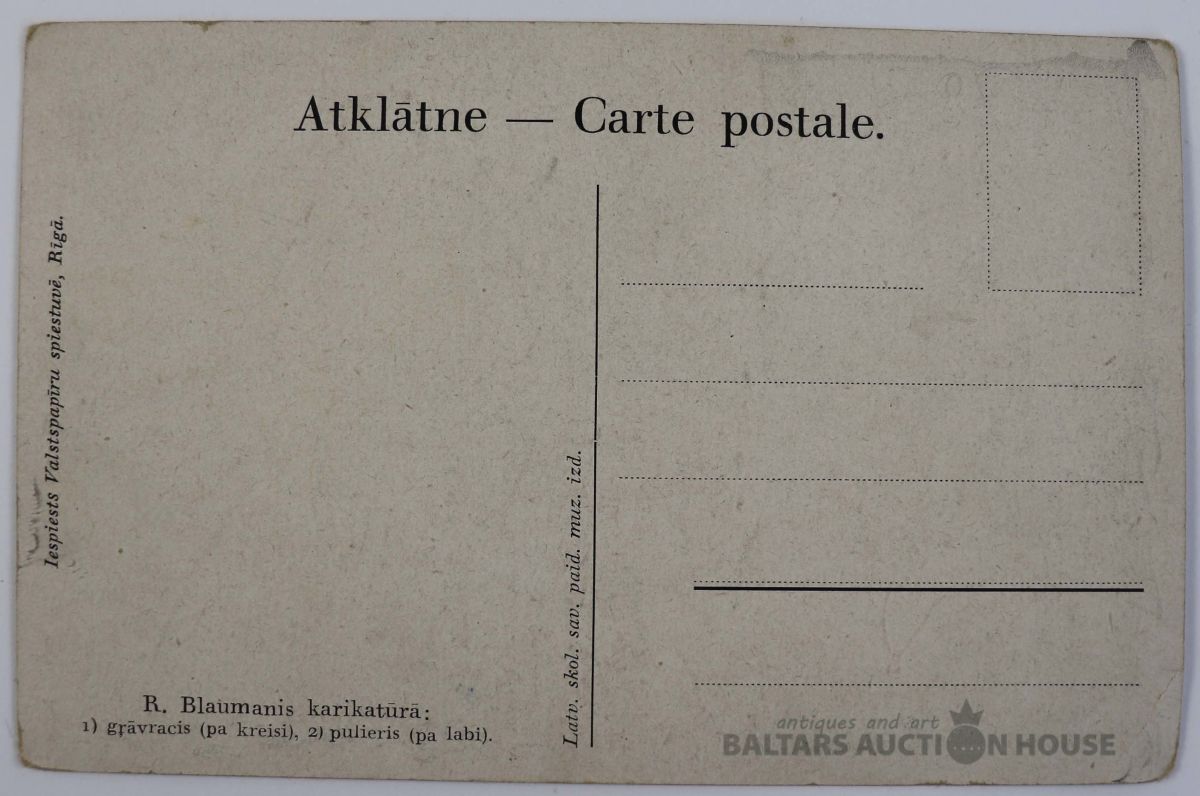 Atklātne — Carte postale.
Iespiests Valstspapīru spiestuvē, Rīgā.
Latv. skol. sav. paid. muz. izd.
R. Blaumanis karikatūrā:
1) gŗāvracis (pa kreisi), 2) pulieris (pa labi).
antiques and art
BALTARS AUCTION HOUSE